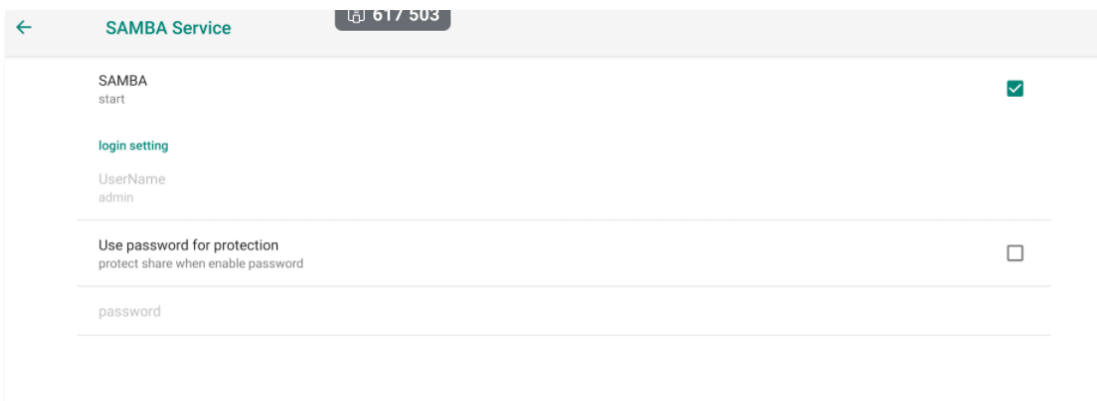 SAMBA Service
617 503
SAMBA
start
login setting
UserName
admin
Use password for protection
protect share when enable password
password